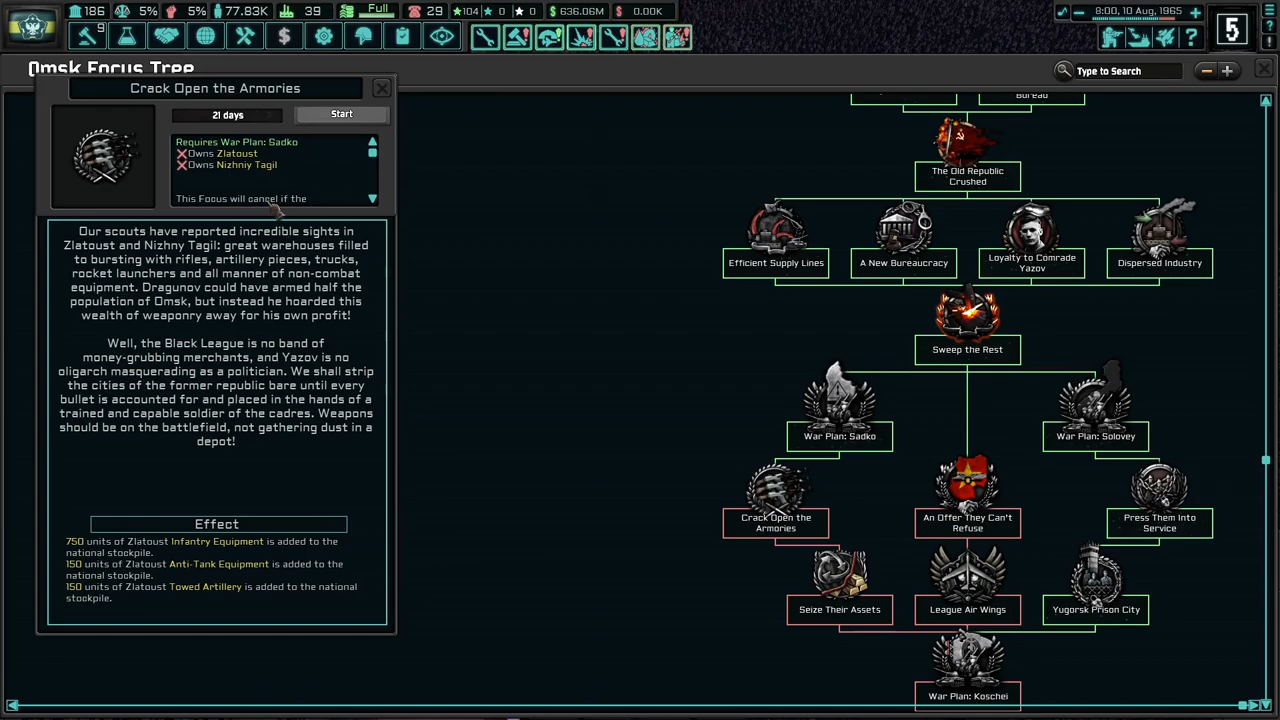 186 5% 5% 77.83K 39 Full 29 104 0 0 636.06M 0.00K
8:00, 10 Aug, 1965
5
9
Omsk Focus Tree
Type to Search
Crack Open the Armories
21 days
Start
Requires War Plan: Sadko
Owns Zlatoust
Owns Nizhniy Tagil
This Focus will cancel if the
Our scouts have reported incredible sights in
Zlatoust and Nizhny Tagil: great warehouses filled
to bursting with rifles, artillery pieces, trucks,
rocket launchers and all manner of non-combat
equipment. Dragunov could have armed half the
population of Omsk, but instead he hoarded this
wealth of weaponry away for his own profit!
Well, the Black League is no band of
money-grubbing merchants, and Yazov is no
oligarch masquerading as a politician. We shall strip
the cities of the former republic bare until every
bullet is accounted for and placed in the hands of a
trained and capable soldier of the cadres. Weapons
should be on the battlefield, not gathering dust in a
depot!
Effect
750 units of Zlatoust Infantry Equipment is added to the
national stockpile.
150 units of Zlatoust Anti-Tank Equipment is added to the
national stockpile.
150 units of Zlatoust Towed Artillery is added to the national
stockpile.
Bureau
The Old Republic
Crushed
Efficient Supply Lines
A New Bureaucracy
Loyalty to Comrade
Yazov
Dispersed Industry
Sweep the Rest
War Plan: Sadko
War Plan: Solovey
Crack Open the
Armories
An Offer They Can't
Refuse
Press Them Into
Service
Seize Their Assets
League Air Wings
Yugorsk Prison City
War Plan: Koschei